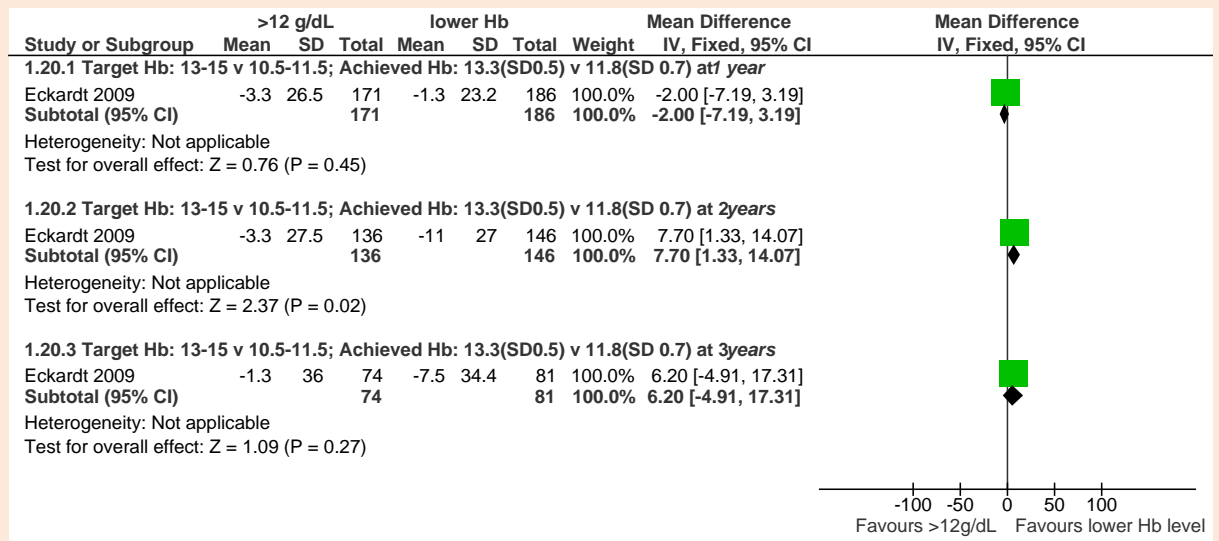 >12 g/dL lower Hb Mean Difference Mean Difference
Study or Subgroup Mean SD Total Mean SD Total Weight IV, Fixed, 95% CI IV, Fixed, 95% CI
1.20.1 Target Hb: 13-15 v 10.5-11.5; Achieved Hb: 13.3(SD0.5) v 11.8(SD 0.7) at1 year
Eckardt 2009 -3.3 26.5 171 -1.3 23.2 186 100.0% -2.00 [-7.19, 3.19]
Subtotal (95% CI) 171 186 100.0% -2.00 [-7.19, 3.19]
Heterogeneity: Not applicable
Test for overall effect: Z = 0.76 (P = 0.45)
1.20.2 Target Hb: 13-15 v 10.5-11.5; Achieved Hb: 13.3(SD0.5) v 11.8(SD 0.7) at 2years
Eckardt 2009 -3.3 27.5 136 -11 27 146 100.0% 7.70 [1.33, 14.07]
Subtotal (95% CI) 136 146 100.0% 7.70 [1.33, 14.07]
Heterogeneity: Not applicable
Test for overall effect: Z = 2.37 (P = 0.02)
1.20.3 Target Hb: 13-15 v 10.5-11.5; Achieved Hb: 13.3(SD0.5) v 11.8(SD 0.7) at 3years
Eckardt 2009 -1.3 36 74 -7.5 34.4 81 100.0% 6.20 [-4.91, 17.31]
Subtotal (95% CI) 74 81 100.0% 6.20 [-4.91, 17.31]
Heterogeneity: Not applicable
Test for overall effect: Z = 1.09 (P = 0.27)
-100 -50 0 50 100
Favours >12g/dL Favours lower Hb level